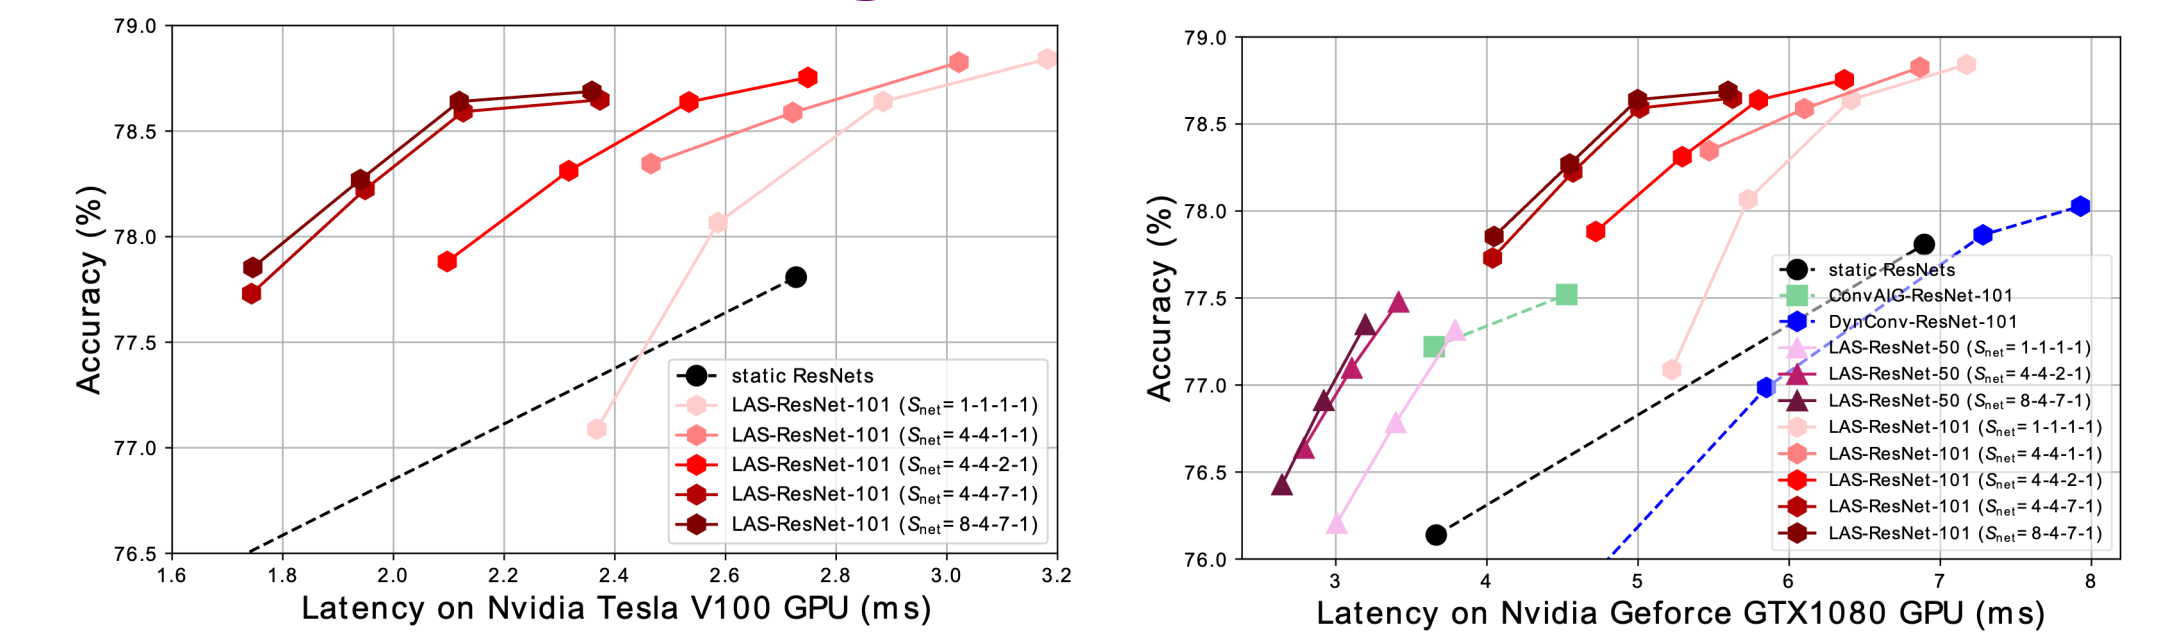 79.0
78.5
78.0
77.5
77.0
76.5
Accuracy (%)
static ResNets
LAS-ResNet-101 (Snet= 1-1-1-1)
LAS-ResNet-101 (Snet= 4-4-1-1)
LAS-ResNet-101 (Snet= 4-4-2-1)
LAS-ResNet-101 (Snet= 4-4-7-1)
LAS-ResNet-101 (Snet= 8-4-7-1)
1.6 1.8 2.0 2.2 2.4 2.6 2.8 3.0 3.2
Latency on Nvidia Tesla V100 GPU (ms)
79.0
78.5
78.0
77.5
77.0
76.5
76.0
Accuracy (%)
static ResNets
ConvAIG-ResNet-101
DynConv-ResNet-101
LAS-ResNet-50 (Snet= 1-1-1-1)
LAS-ResNet-50 (Snet= 4-4-2-1)
LAS-ResNet-50 (Snet= 8-4-7-1)
LAS-ResNet-101 (Snet= 1-1-1-1)
LAS-ResNet-101 (Snet= 4-4-1-1)
LAS-ResNet-101 (Snet= 4-4-2-1)
LAS-ResNet-101 (Snet= 4-4-7-1)
LAS-ResNet-101 (Snet= 8-4-7-1)
3 4 5 6 7 8
Latency on Nvidia Geforce GTX1080 GPU (ms)